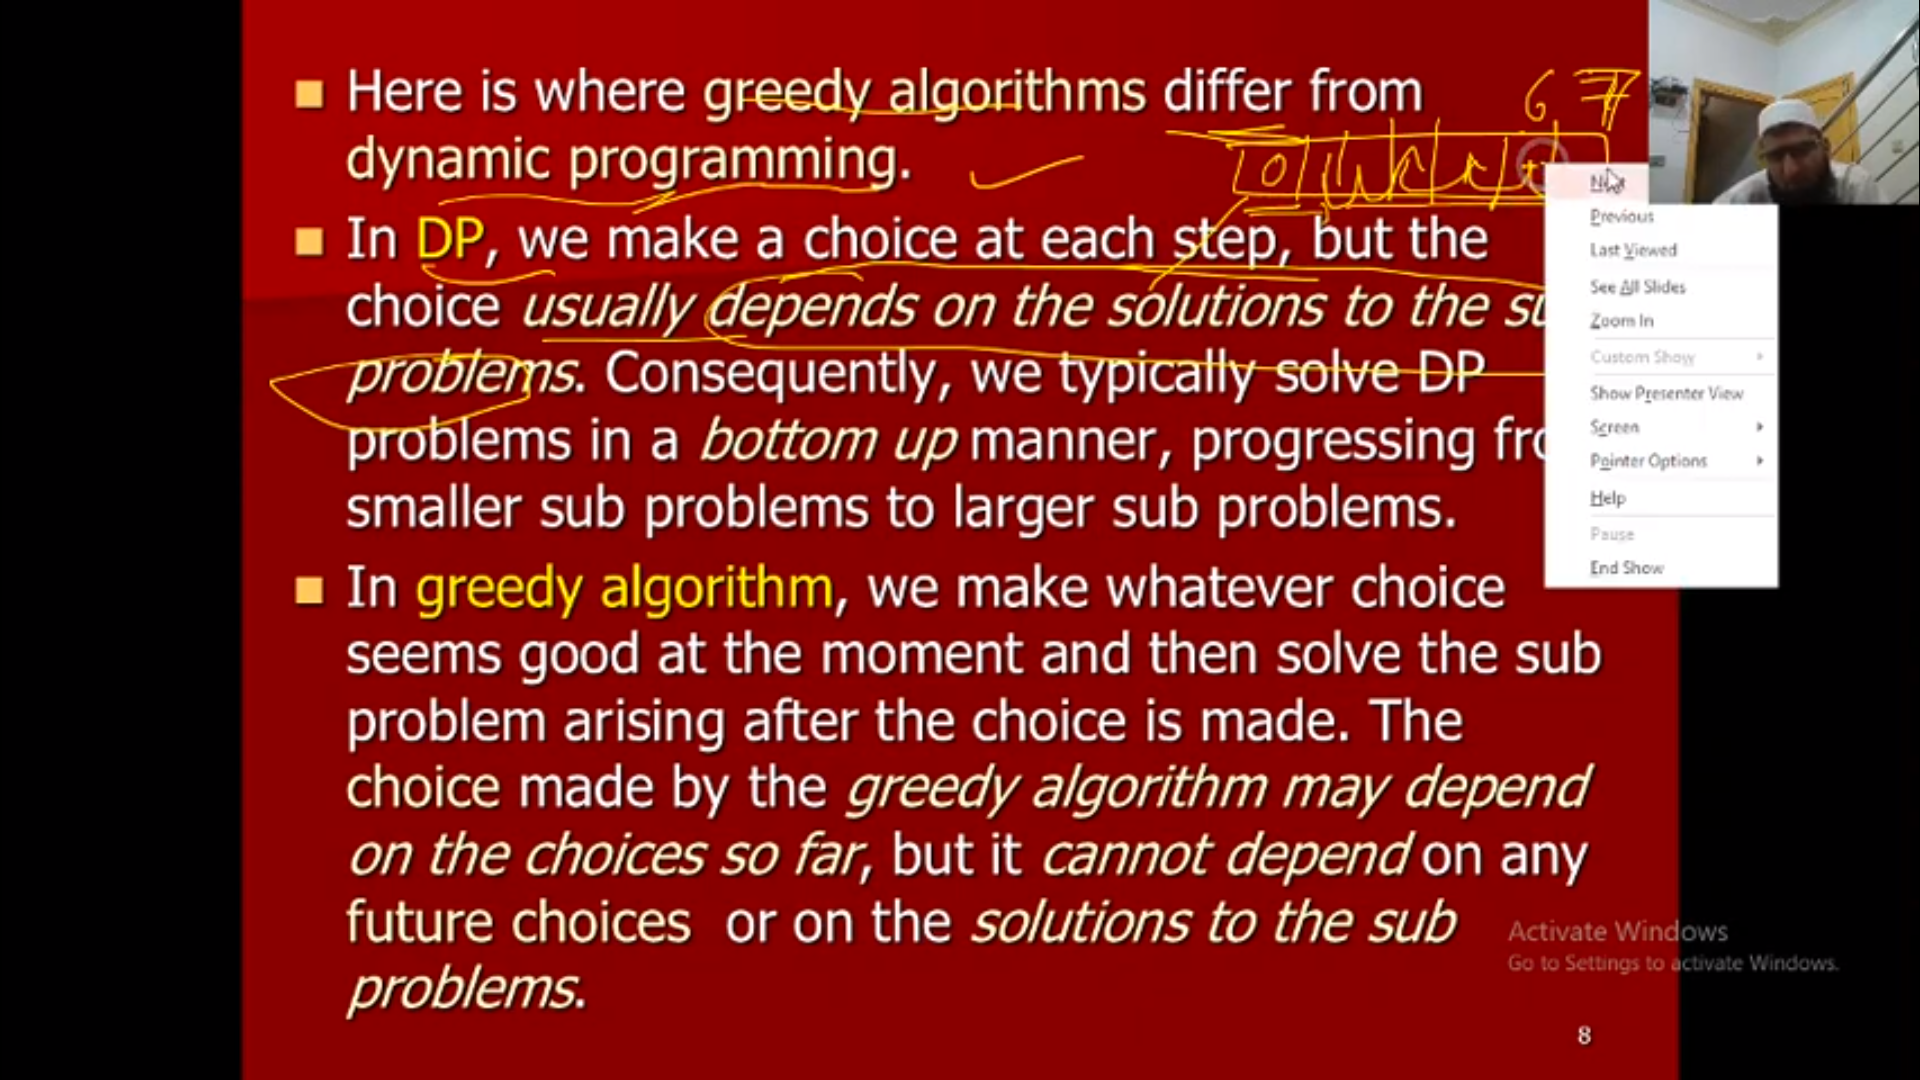 Here is where greedy algorithms differ from
dynamic programming.
In DP, we make a choice at each step, but the
choice usually depends on the solutions to the su
problems. Consequently, we typically solve DP
problems in a bottom up manner, progressing fro
smaller sub problems to larger sub problems.
In greedy algorithm, we make whatever choice
seems good at the moment and then solve the sub
problem arising after the choice is made. The
choice made by the greedy algorithm may depend
on the choices so far, but it cannot depend on any
future choices or on the solutions to the sub
problems.
6 7
0
Previous
Last Viewed
See All Slides
Zoom In
Custom Show
Show Presenter View
Screen
Pointer Options
Help
Pause
End Show
Activate Windows
Go to Settings to activate Windows.
8